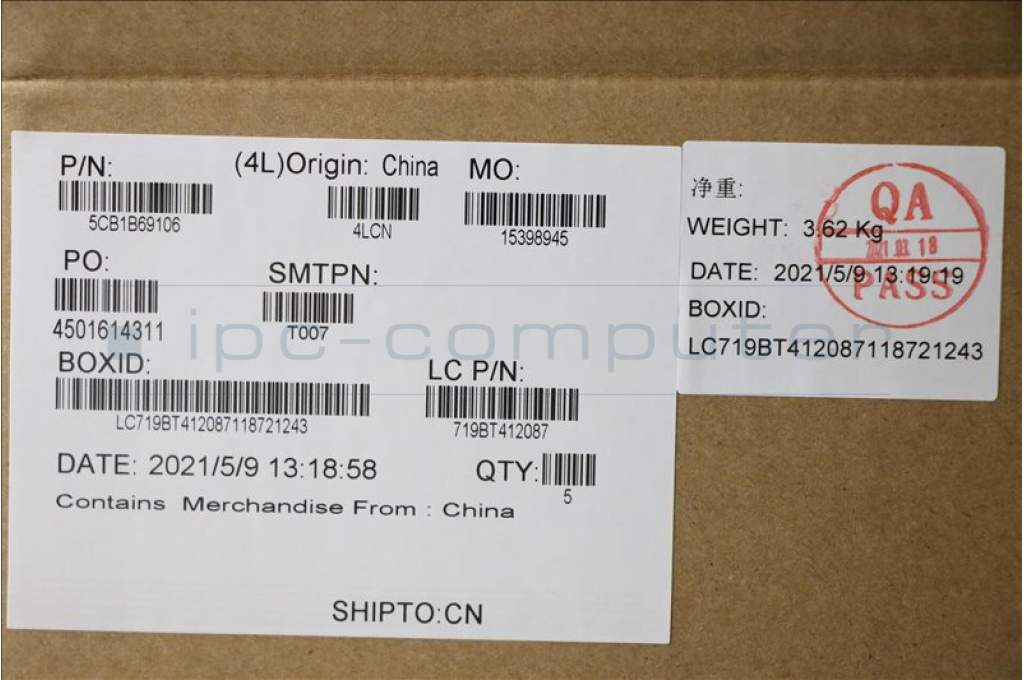 P/N:
(4L)Origin: China
MO:
5CB1B69106
4LCN
15398945
PO:
SMTPN:
4501614311
T007
BOXID:
LC P/N:
LC719BT412087118721243
719BT412087
DATE: 2021/5/9 13:18:58
QTY:
5
Contains Merchandise From : China
SHIPTO:CN
净重:
WEIGHT: 3.62 Kg
DATE: 2021/5/9 13:19:19
BOXID:
LC719BT412087118721243
QA
PASS
ipc-computer